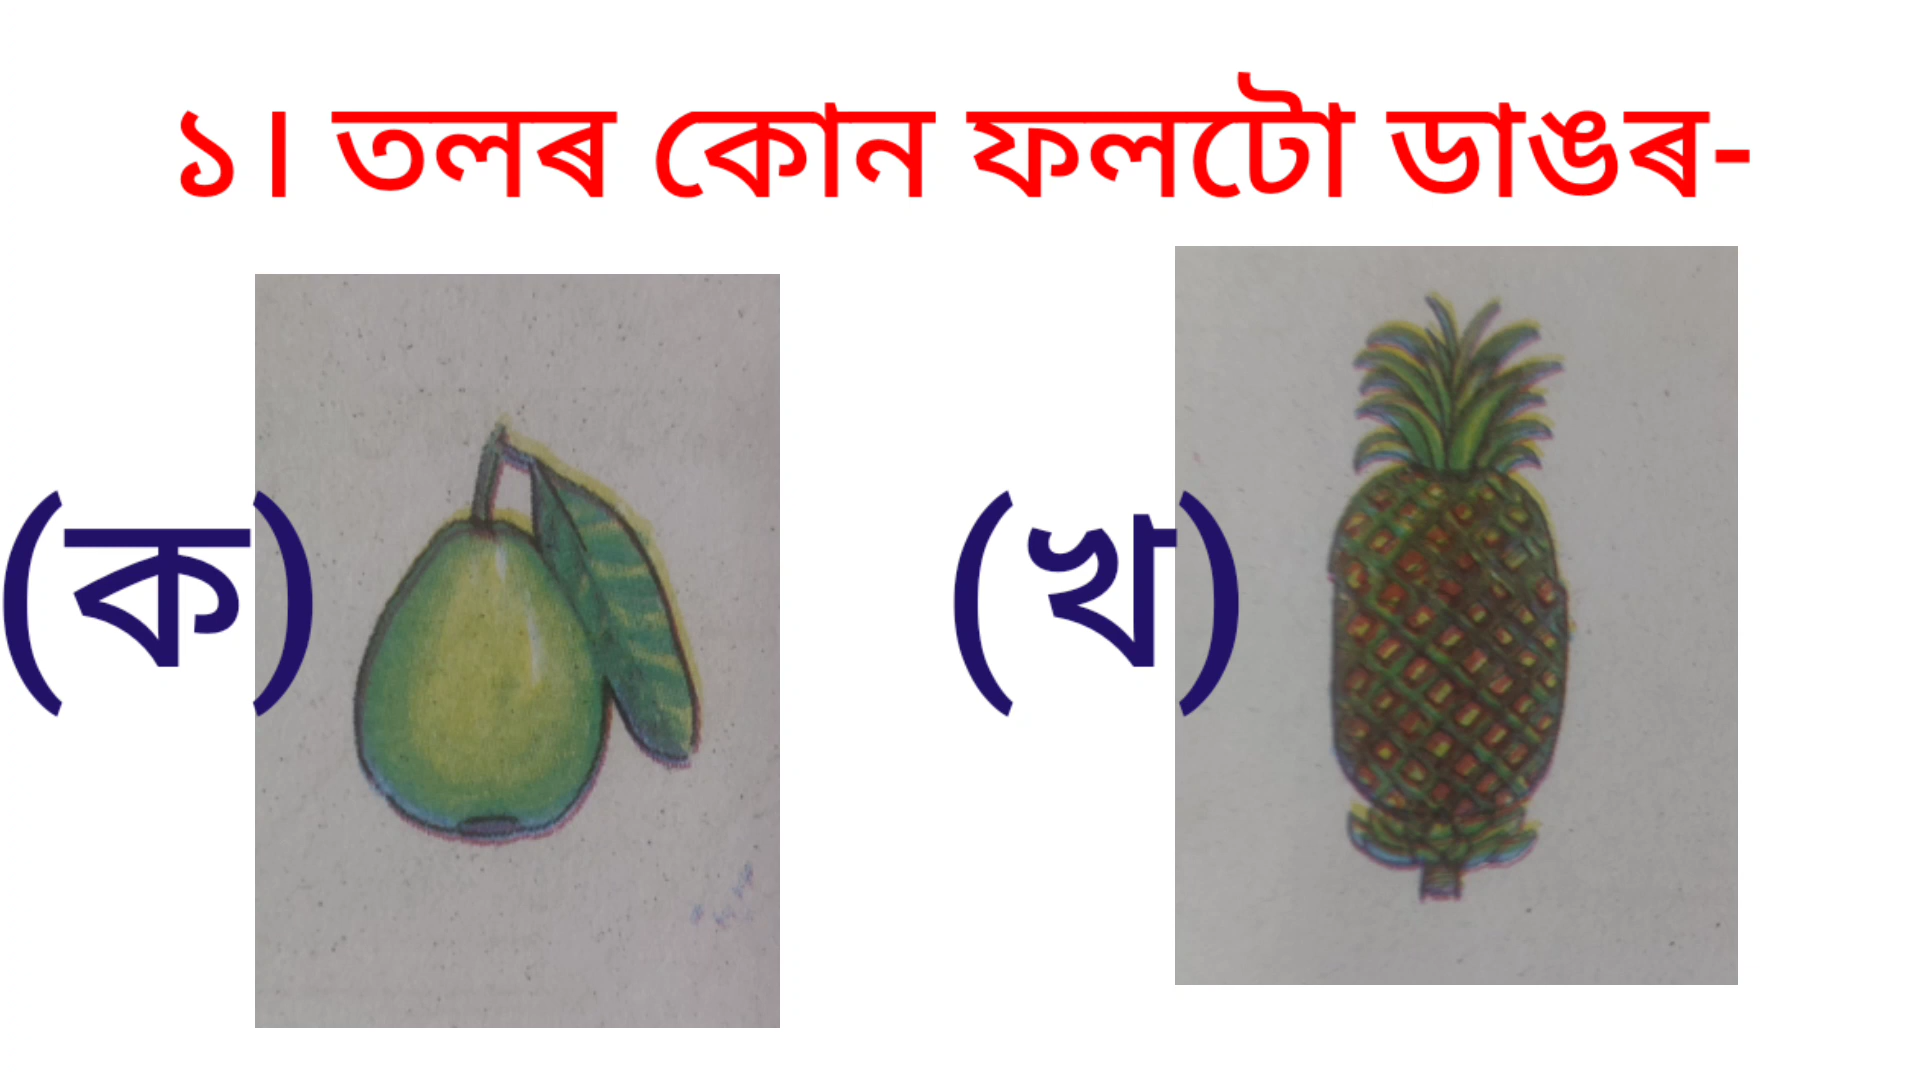 ১। তলৰ কোন ফলটো ডাঙৰ-
(ক)
(খ)